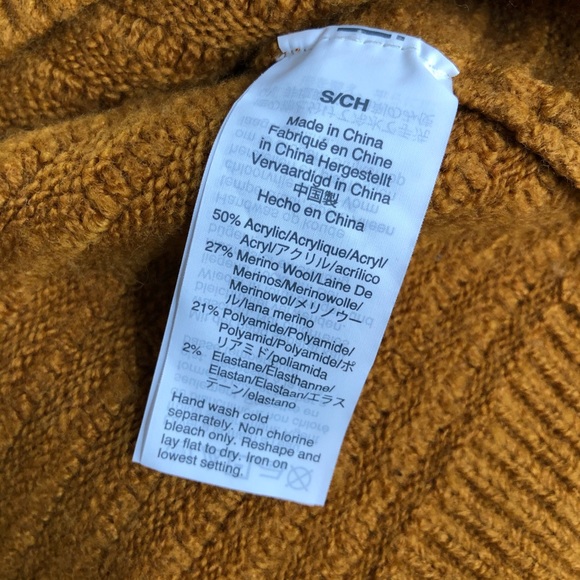 S/CH
Made in China
Fabriqué en Chine
in China Hergestellt
Vervaardigd in China
中国製
Hecho en China
50% Acrylic/Acrylique/Acryl/
Acryl/アクリル/acrílico
27% Merino Wool/Laine De
Merinos/Merinowolle/
Merinowol/メリノウー
ル/lana merino
21% Polyamide/Polyamide/
Polyamid/Polyamide/ポ
リアミド/poliamida
2% Elastane/Elasthanne/
Elastan/Elastaan/エラス
テーン/elastano
Hand wash cold
separately. Non chlorine
bleach only. Reshape and
lay flat to dry. Iron on
lowest setting.